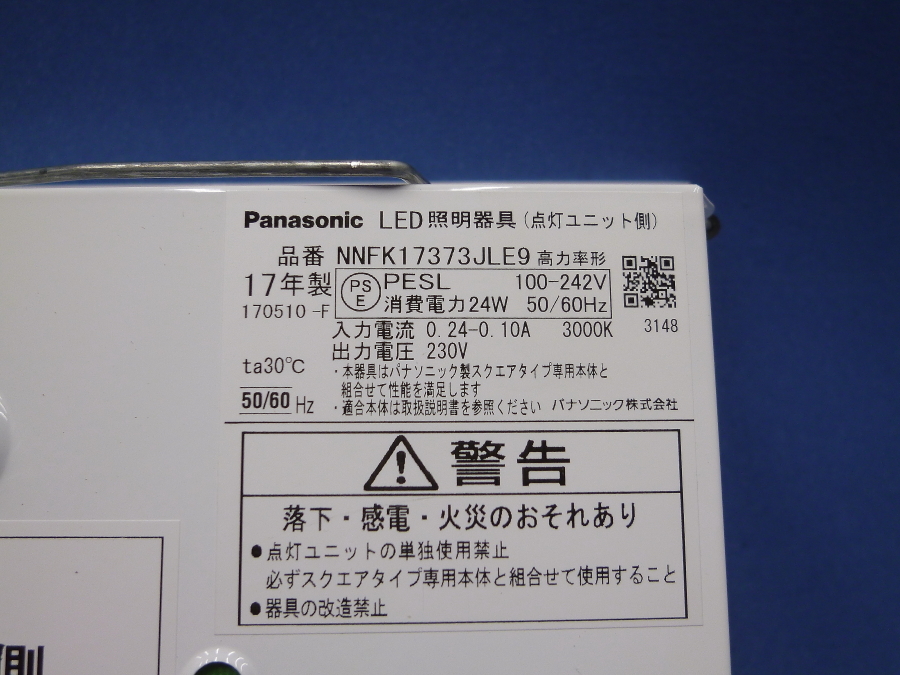 Panasonic LED照明器具(点灯ユニット側)
品番 NNFK17373JLE9 高力率形
17年製 PS E PESL 100-242V
170510 -F 消費電力24W 50/60Hz
入力電流 0.24-0.10A 3000K 3148
出力電圧 230V
ta30℃ ・本器具はパナソニック製スクエアタイプ専用本体と
組合せて性能を満足します
50/60 Hz ・適合本体は取扱説明書を参照ください パナソニック株式会社
警告
落下・感電・火災のおそれあり
●点灯ユニットの単独使用禁止
必ずスクエアタイプ専用本体と組合せて使用すること
●器具の改造禁止
側